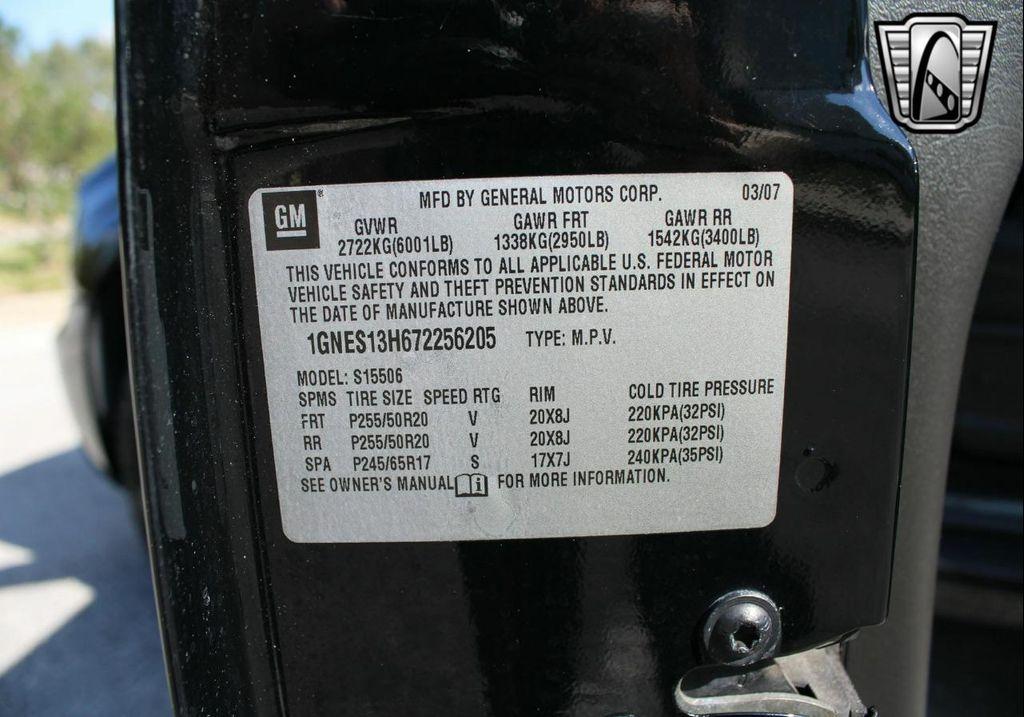 GM® MFD BY GENERAL MOTORS CORP. 03/07
GVWR GAWR FRT GAWR RR
2722KG(6001LB) 1338KG(2950LB) 1542KG(3400LB)
THIS VEHICLE CONFORMS TO ALL APPLICABLE U.S. FEDERAL MOTOR
VEHICLE SAFETY AND THEFT PREVENTION STANDARDS IN EFFECT ON
THE DATE OF MANUFACTURE SHOWN ABOVE.
1GNES13H672256205 TYPE: M.P.V.
MODEL: S15506
SPMS TIRE SIZE SPEED RTG RIM COLD TIRE PRESSURE
FRT P255/50R20 V 20X8J 220KPA(32PSI)
RR P255/50R20 V 20X8J 220KPA(32PSI)
SPA P245/65R17 S 17X7J 240KPA(35PSI)
SEE OWNER'S MANUAL i FOR MORE INFORMATION.